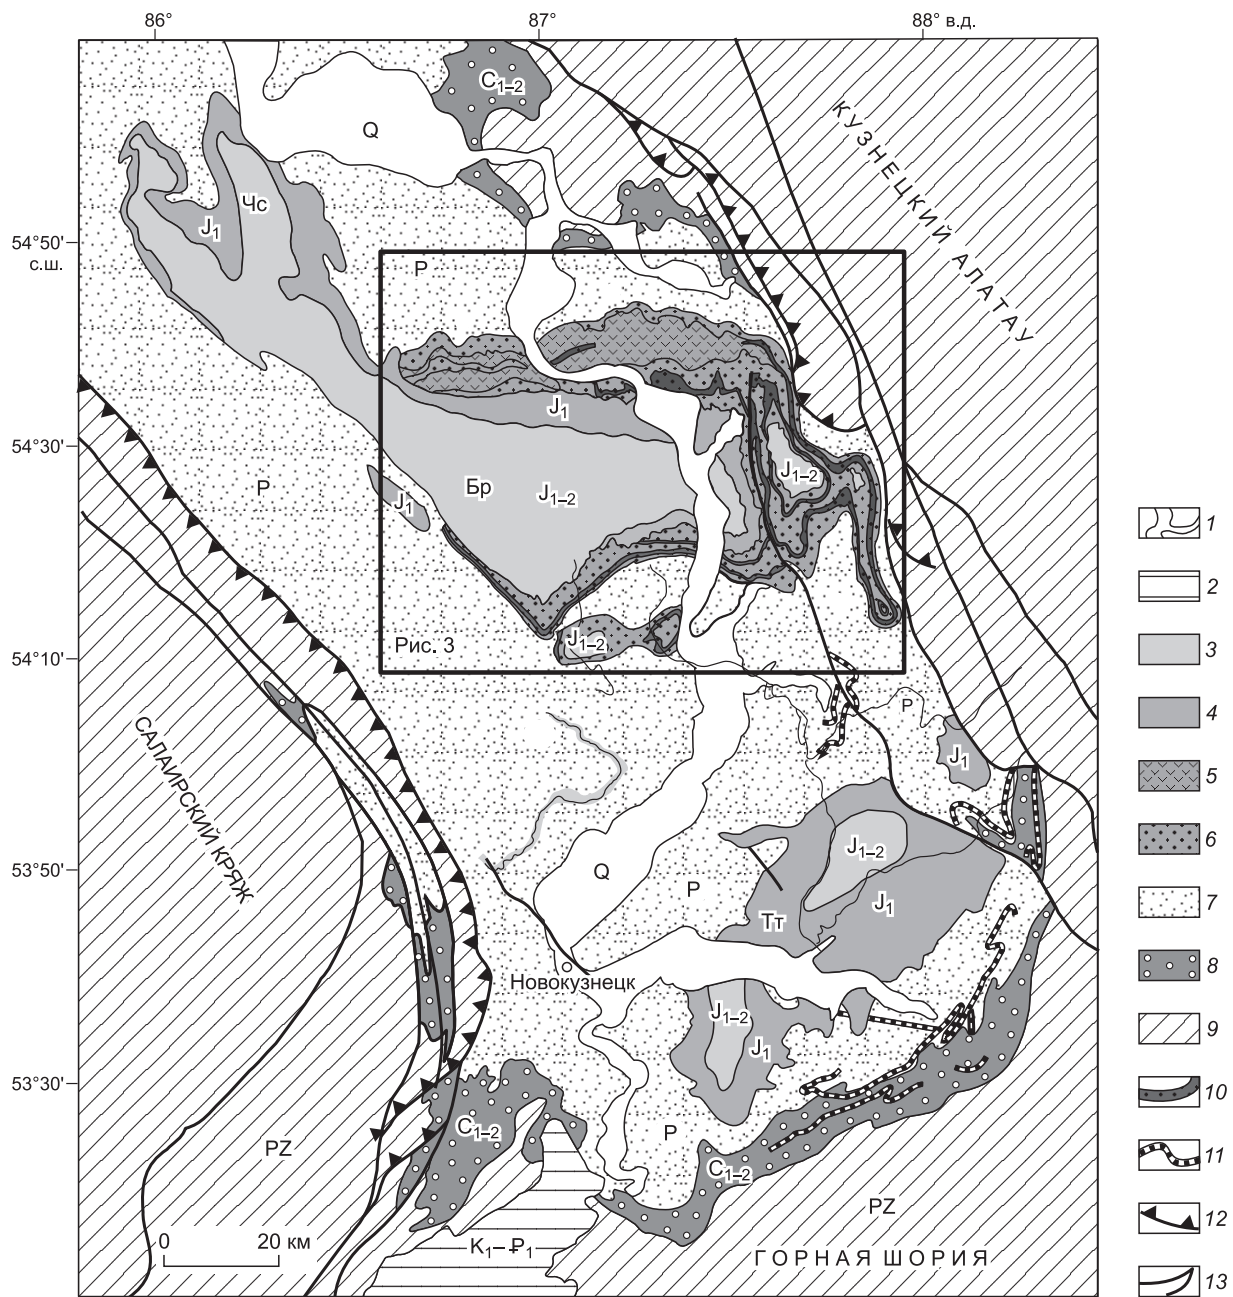 86° 87° 88° в.д.
C1–2
Q
КУЗНЕЦКИЙ АЛАТАУ
Чс
J1
54°50'
с.ш.
P
J1
54°30'
J1–2
P
Бр
J1–2
J1
1
2
J1–2
Рис. 3
54°10'
3
P
4
САЛАИРСКИЙ КРЯЖ
J1
5
6
J1–2
53°50'
Q
P
J1
7
Тт
8
Новокузнецк
J1–2
J1
9
53°30'
10
C1–2
P
PZ
C1–2
11
PZ
12
0 20 км
K1–P1
ГОРНАЯ ШОРИЯ
13